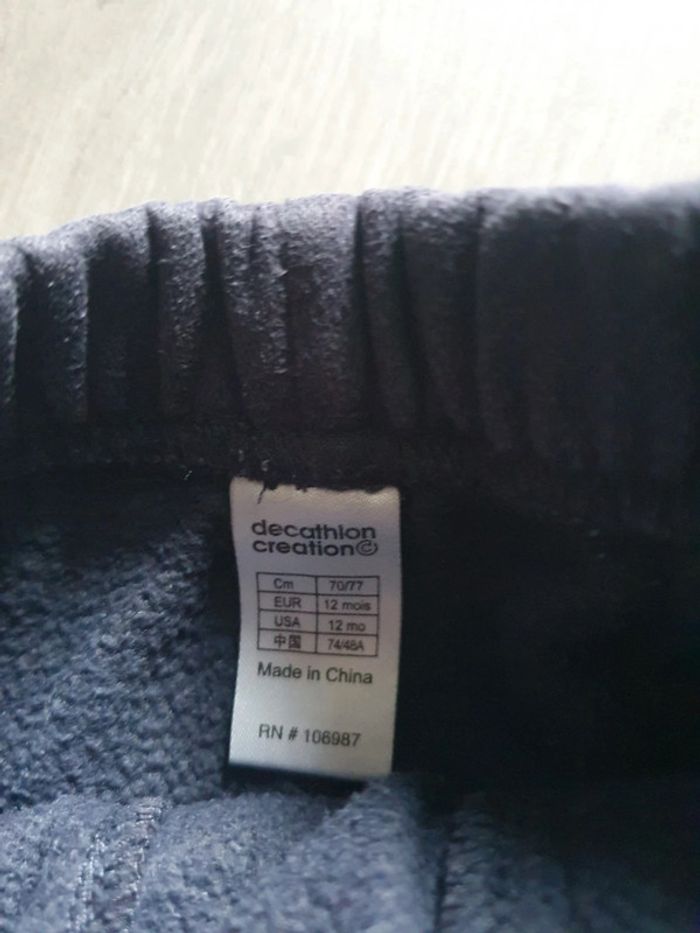 decathlon
creation©
Cm 70/77
EUR 12 mois
USA 12 mo
中国 74/48A
Made in China
RN # 106987